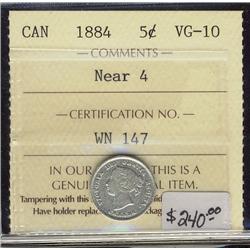 CAN 1884 5¢ VG-10
COMMENTS
Near 4
CERTIFICATION NO.
WN 147
IN OUR THIS IS A
GENUI AL ITEM.
Tampering with this
Have holder replac packag
$240.00